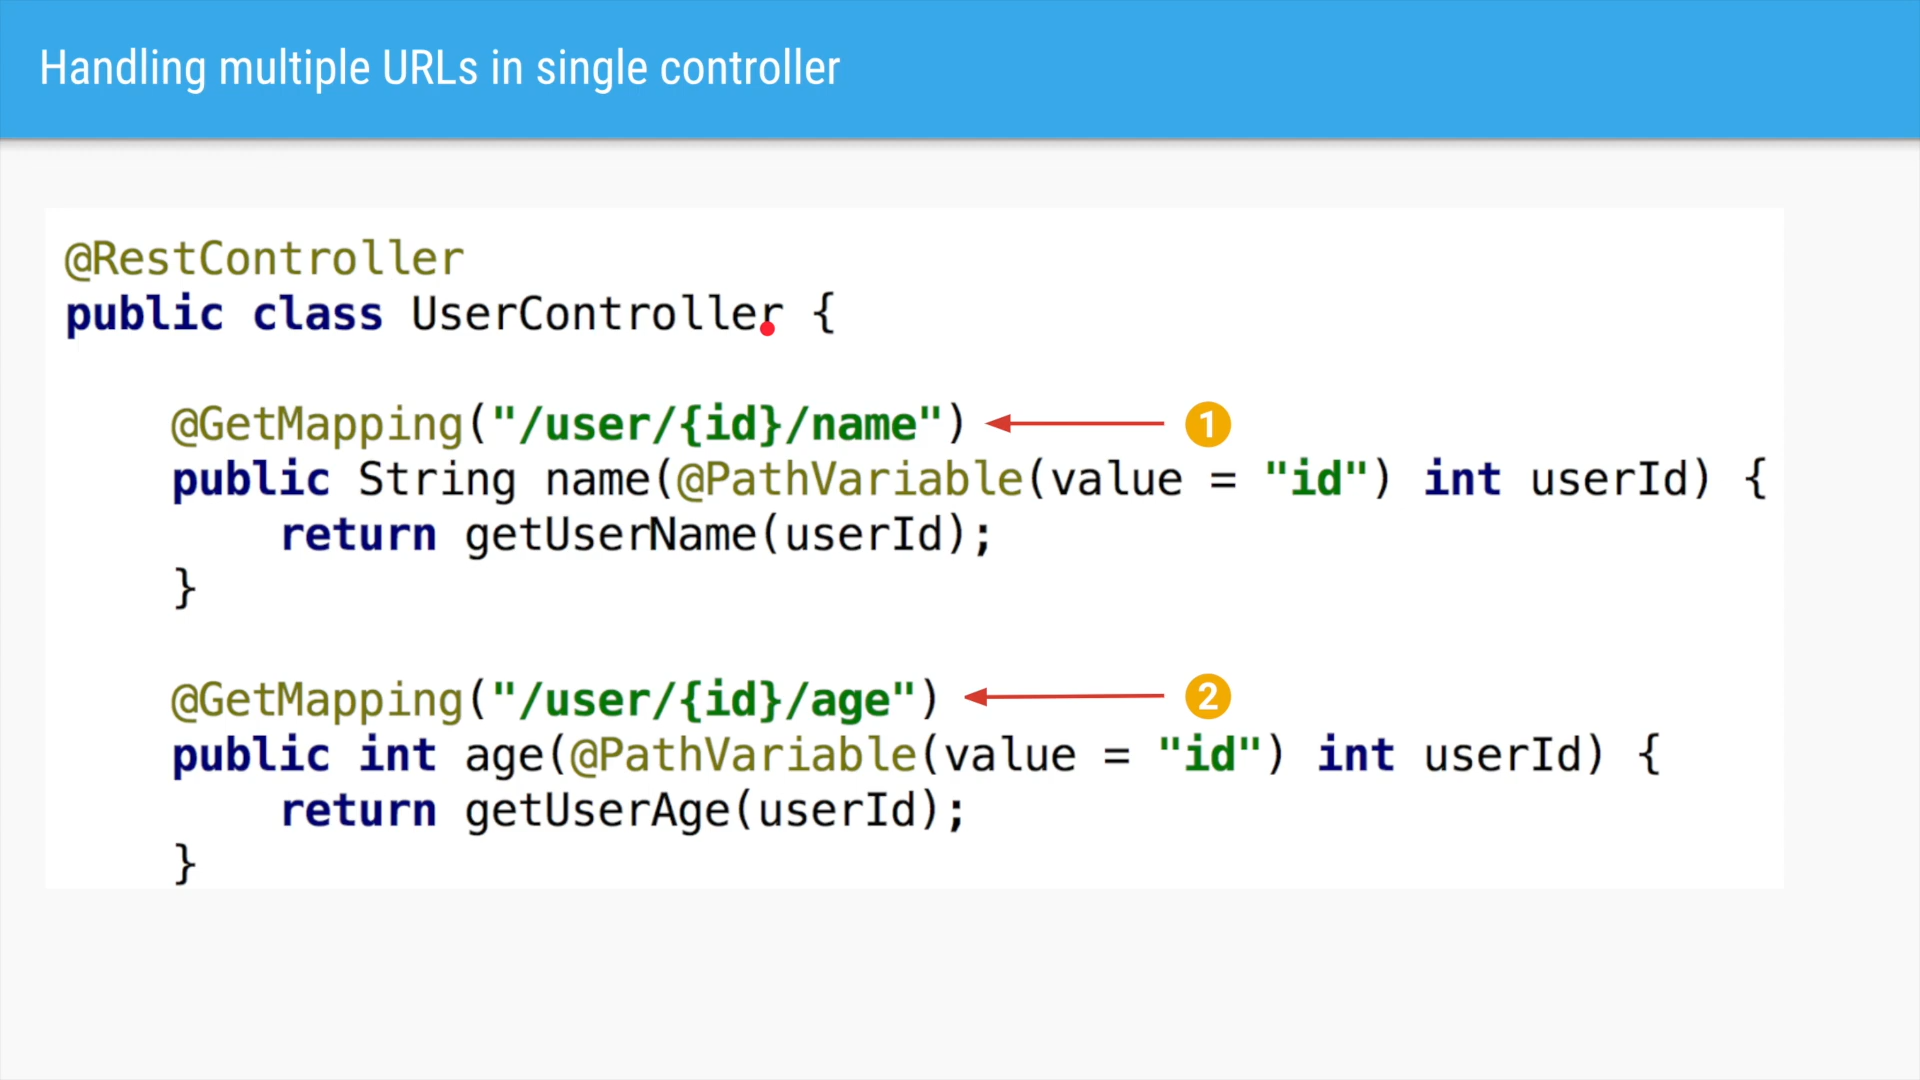 Handling multiple URLs in single controller
@RestController
public class UserController {
@GetMapping("/user/{id}/name") 1
public String name(@PathVariable(value = "id") int userId) {
return getUserName(userId);
}
@GetMapping("/user/{id}/age") 2
public int age(@PathVariable(value = "id") int userId) {
return getUserAge(userId);
}